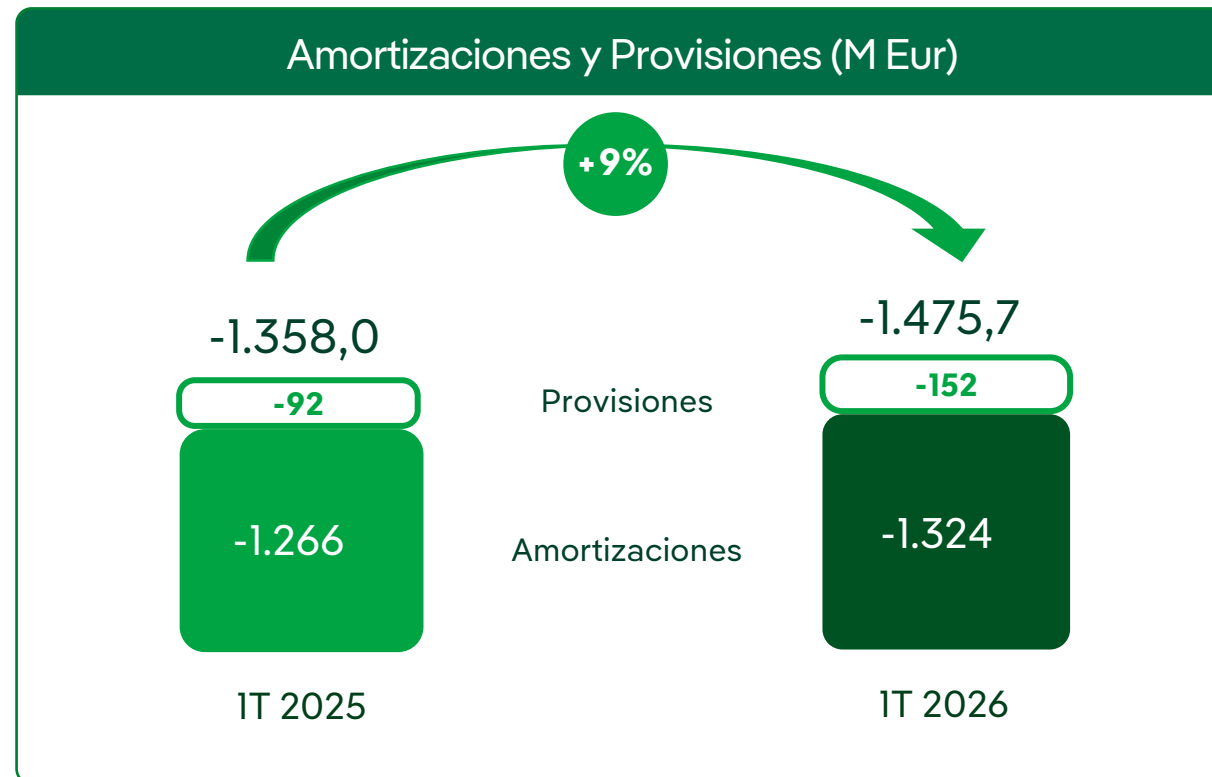 Amortizaciones y Provisiones (M Eur)
+9%
-1.358,0
-1.475,7
-92
Provisiones
-152
-1.266
Amortizaciones
-1.324
1T 2025
1T 2026